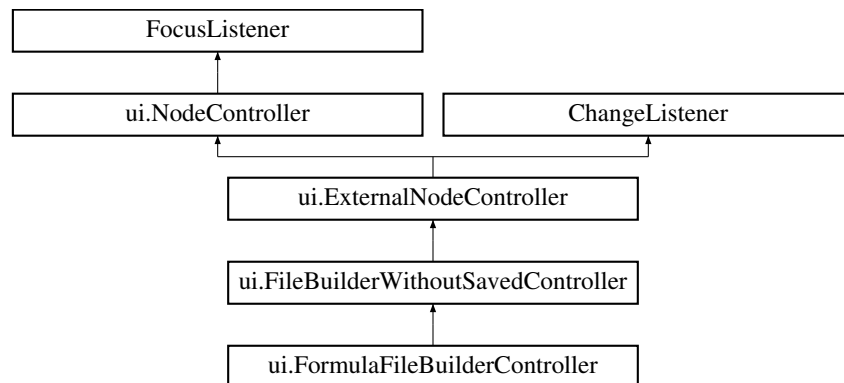 FocusListener
ui.NodeController
ChangeListener
ui.ExternalNodeController
ui.FileBuilderWithoutSavedController
ui.FormulaFileBuilderController